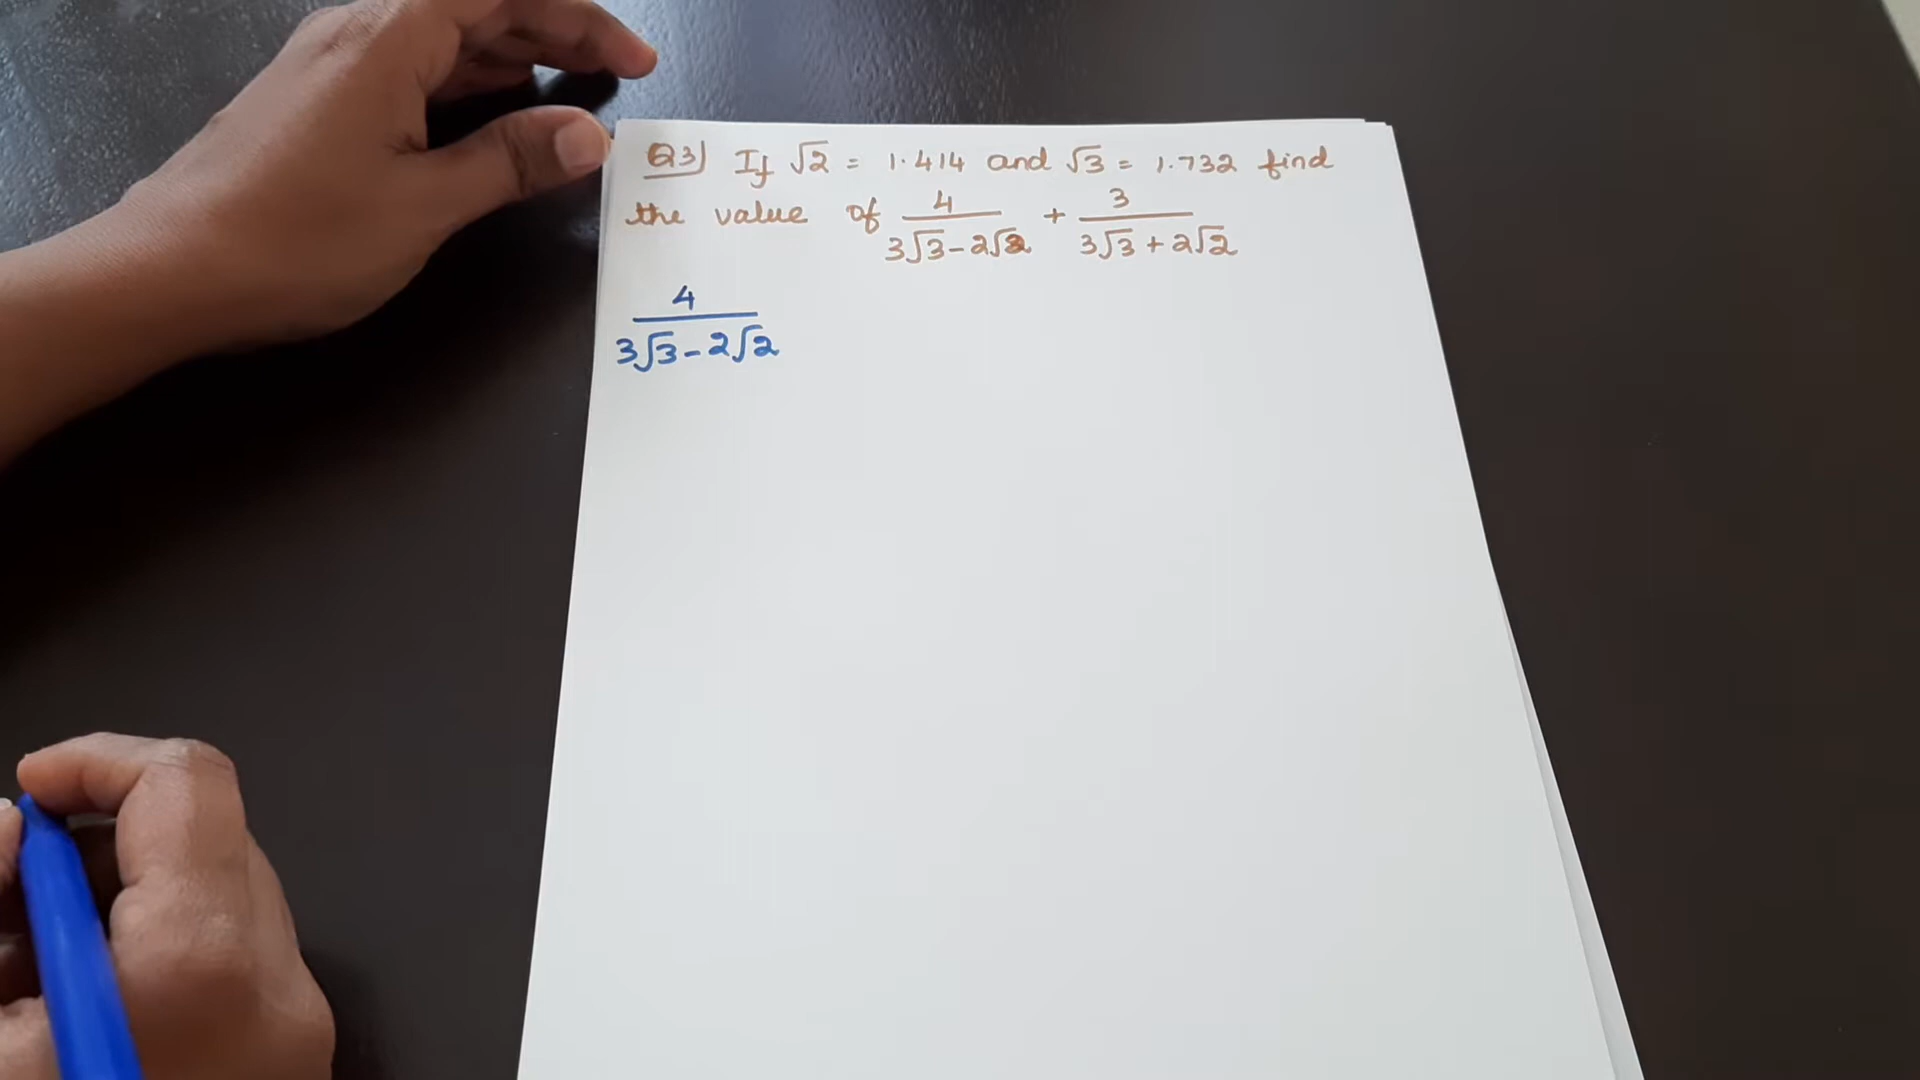 Q3) If √2 = 1.414 and √3 = 1.732 find
the value of 4/(3√3-2√2) + 3/(3√3+2√2)
4/(3√3-2√2)